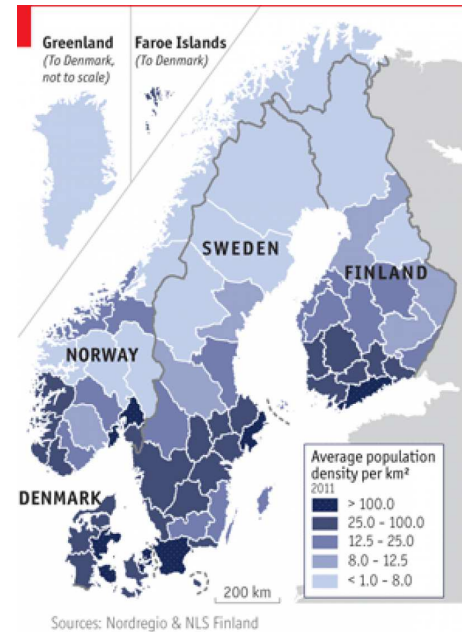 Greenland
(To Denmark,
not to scale)
Faroe Islands
(To Denmark)
SWEDEN
FINLAND
NORWAY
DENMARK
Average population
density per km²
2011
> 100.0
25.0 - 100.0
12.5 - 25.0
8.0 - 12.5
< 1.0 - 8.0
200 km
Sources: Nordregio & NLS Finland